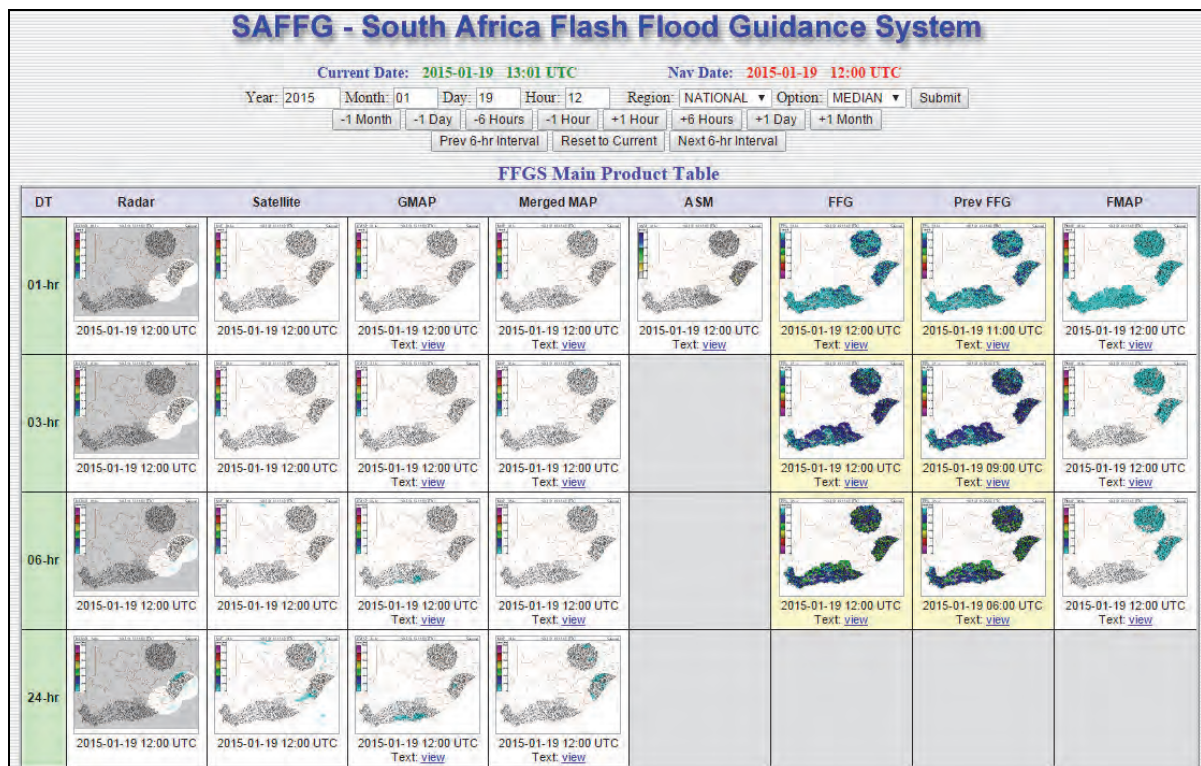 SAFFG - South Africa Flash Flood Guidance System
Current Date: 2015-01-19 13:01 UTC Nav Date: 2015-01-19 12:00 UTC
Year: 2015 Month: 01 Day: 19 Hour: 12 Region: NATIONAL Option: MEDIAN Submit
-1 Month -1 Day -6 Hours -1 Hour +1 Hour +6 Hours +1 Day +1 Month
Prev 6-hr Interval Reset to Current Next 6-hr Interval
FFGS Main Product Table
DT Radar Satellite GMAP Merged MAP ASM FFG Prev FFG FMAP
01-hr
2015-01-19 12:00 UTC 2015-01-19 12:00 UTC 2015-01-19 12:00 UTC 2015-01-19 12:00 UTC 2015-01-19 12:00 UTC 2015-01-19 12:00 UTC 2015-01-19 11:00 UTC 2015-01-19 12:00 UTC
Text: view Text: view Text: view Text: view Text: view Text: view
03-hr
2015-01-19 12:00 UTC 2015-01-19 12:00 UTC 2015-01-19 12:00 UTC 2015-01-19 12:00 UTC 2015-01-19 12:00 UTC 2015-01-19 09:00 UTC 2015-01-19 12:00 UTC
Text: view Text: view Text: view Text: view Text: view
06-hr
2015-01-19 12:00 UTC 2015-01-19 12:00 UTC 2015-01-19 12:00 UTC 2015-01-19 12:00 UTC 2015-01-19 12:00 UTC 2015-01-19 06:00 UTC 2015-01-19 12:00 UTC
Text: view Text: view Text: view Text: view Text: view
24-hr
2015-01-19 12:00 UTC 2015-01-19 12:00 UTC 2015-01-19 12:00 UTC 2015-01-19 12:00 UTC
Text: view Text: view